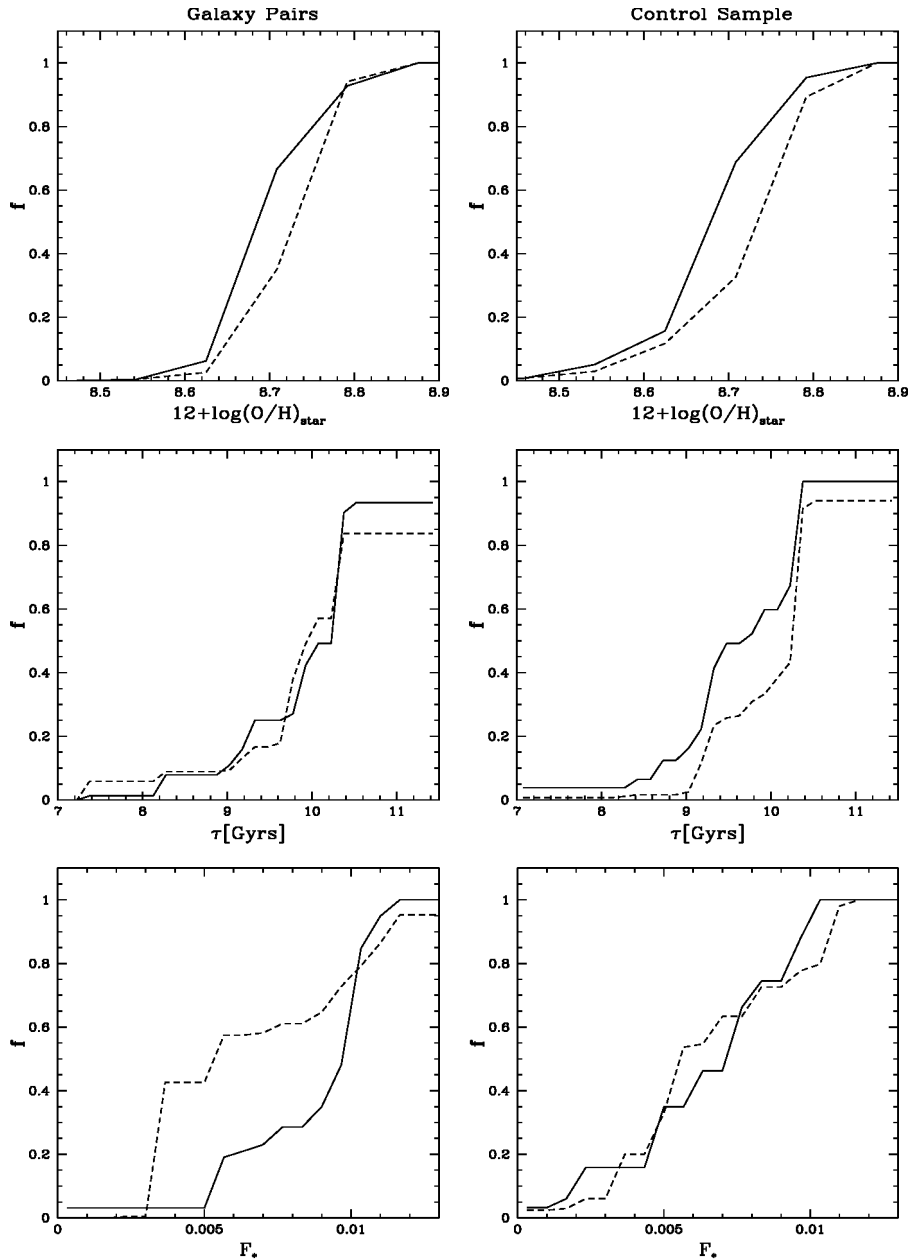 Galaxy Pairs
Control Sample
1
0.8
0.6
0.4
0.2
0
f
8.5 8.6 8.7 8.8 8.9
12+log(O/H)star
1
0.8
0.6
0.4
0.2
0
f
8.5 8.6 8.7 8.8 8.9
12+log(O/H)star
1
0.8
0.6
0.4
0.2
0
f
7 8 9 10 11
τ[Gyrs]
1
0.8
0.6
0.4
0.2
0
f
7 8 9 10 11
τ[Gyrs]
1
0.8
0.6
0.4
0.2
0
f
0 0.005 0.01
F*
1
0.8
0.6
0.4
0.2
0
f
0 0.005 0.01
F*